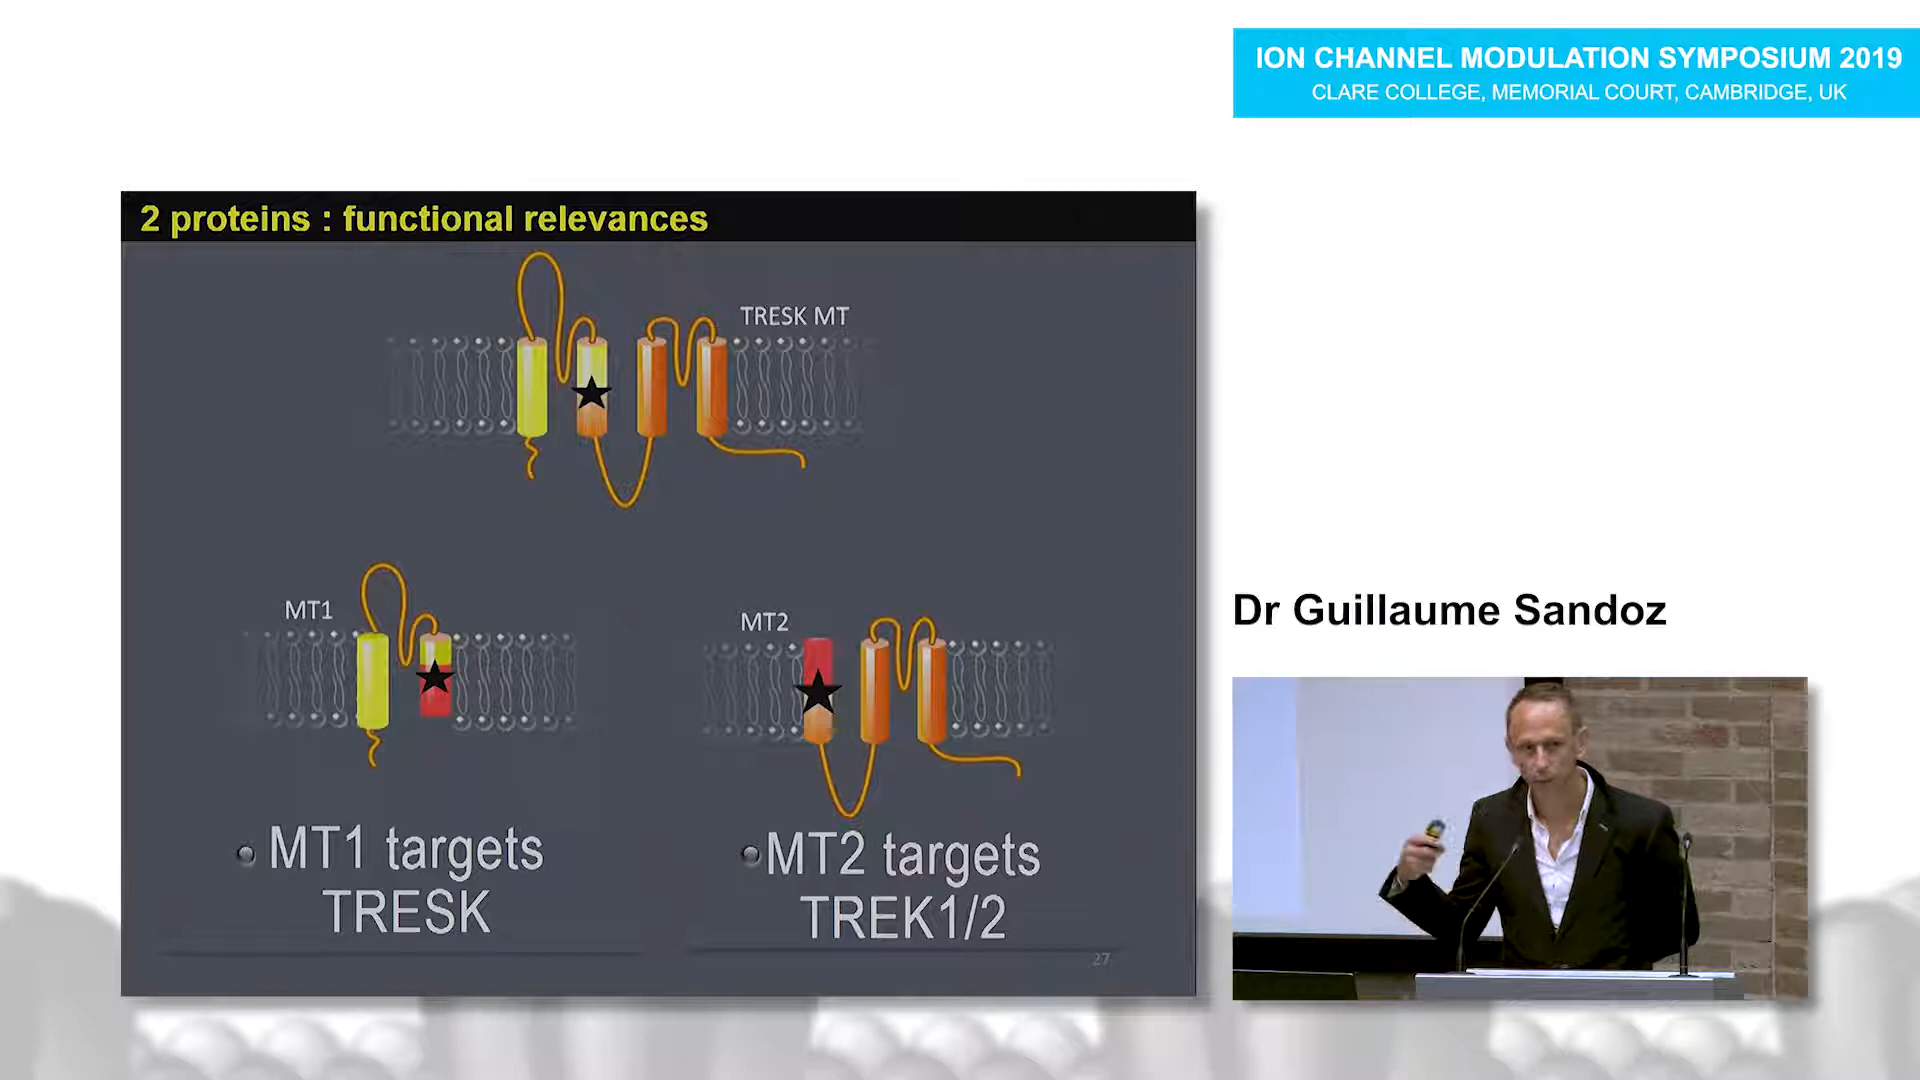 ION CHANNEL MODULATION SYMPOSIUM 2019
CLARE COLLEGE, MEMORIAL COURT, CAMBRIDGE, UK
2 proteins : functional relevances
TRESK MT
MT1
MT2
MT1 targets
TRESK
MT2 targets
TREK1/2
27
Dr Guillaume Sandoz